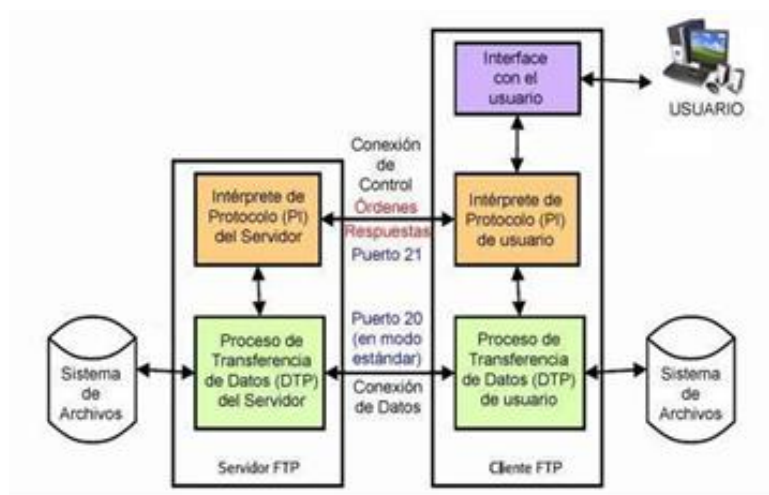 Interface
con el
usuario
USUARIO
Conexión
de
Control
Órdenes
Respuestas
Puerto 21
Intérprete de
Protocolo (PI)
del Servidor
Intérprete de
Protocolo (PI)
de usuario
Puerto 20
(en modo
estándar)
Conexión
de Datos
Sistema
de
Archivos
Proceso de
Transferencia
de Datos (DTP)
del Servidor
Proceso de
Transferencia
de Datos (DTP)
de usuario
Sistema
de
Archivos
Servidor FTP
Cliente FTP